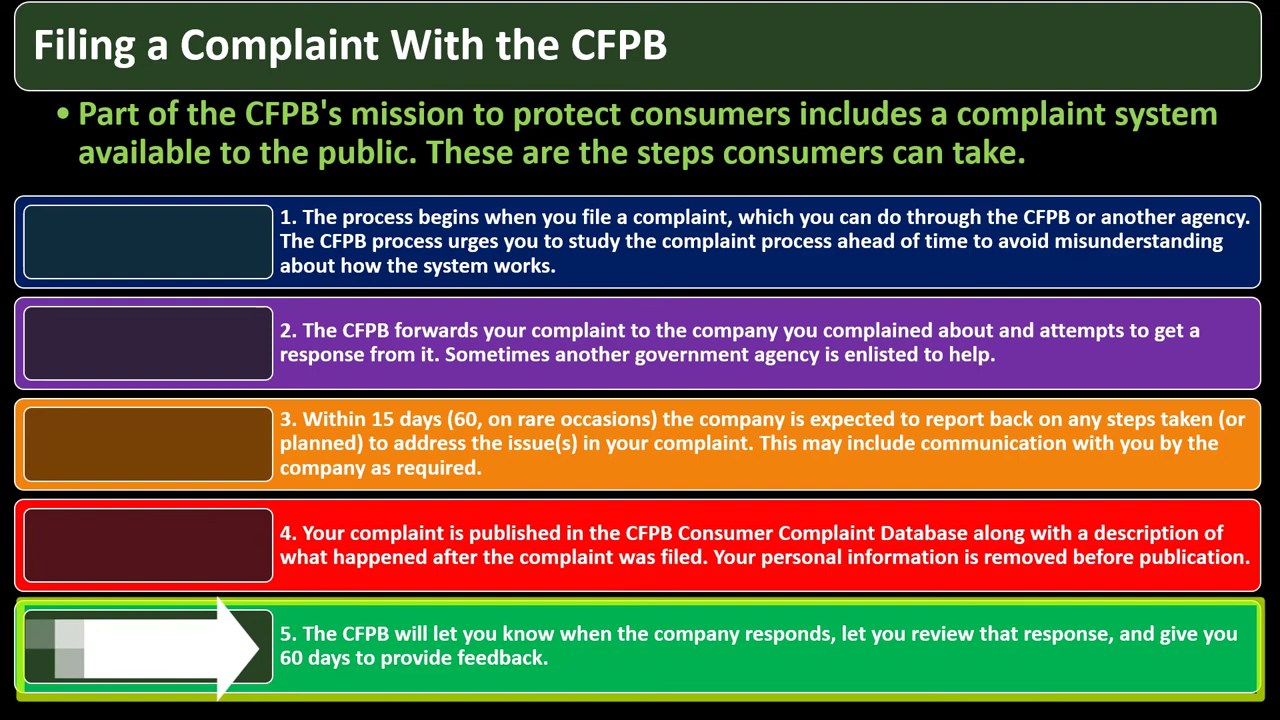 Filing a Complaint With the CFPB
• Part of the CFPB's mission to protect consumers includes a complaint system
available to the public. These are the steps consumers can take.
1. The process begins when you file a complaint, which you can do through the CFPB or another agency.
The CFPB process urges you to study the complaint process ahead of time to avoid misunderstanding
about how the system works.
2. The CFPB forwards your complaint to the company you complained about and attempts to get a
response from it. Sometimes another government agency is enlisted to help.
3. Within 15 days (60, on rare occasions) the company is expected to report back on any steps taken (or
planned) to address the issue(s) in your complaint. This may include communication with you by the
company as required.
4. Your complaint is published in the CFPB Consumer Complaint Database along with a description of
what happened after the complaint was filed. Your personal information is removed before publication.
5. The CFPB will let you know when the company responds, let you review that response, and give you
60 days to provide feedback.